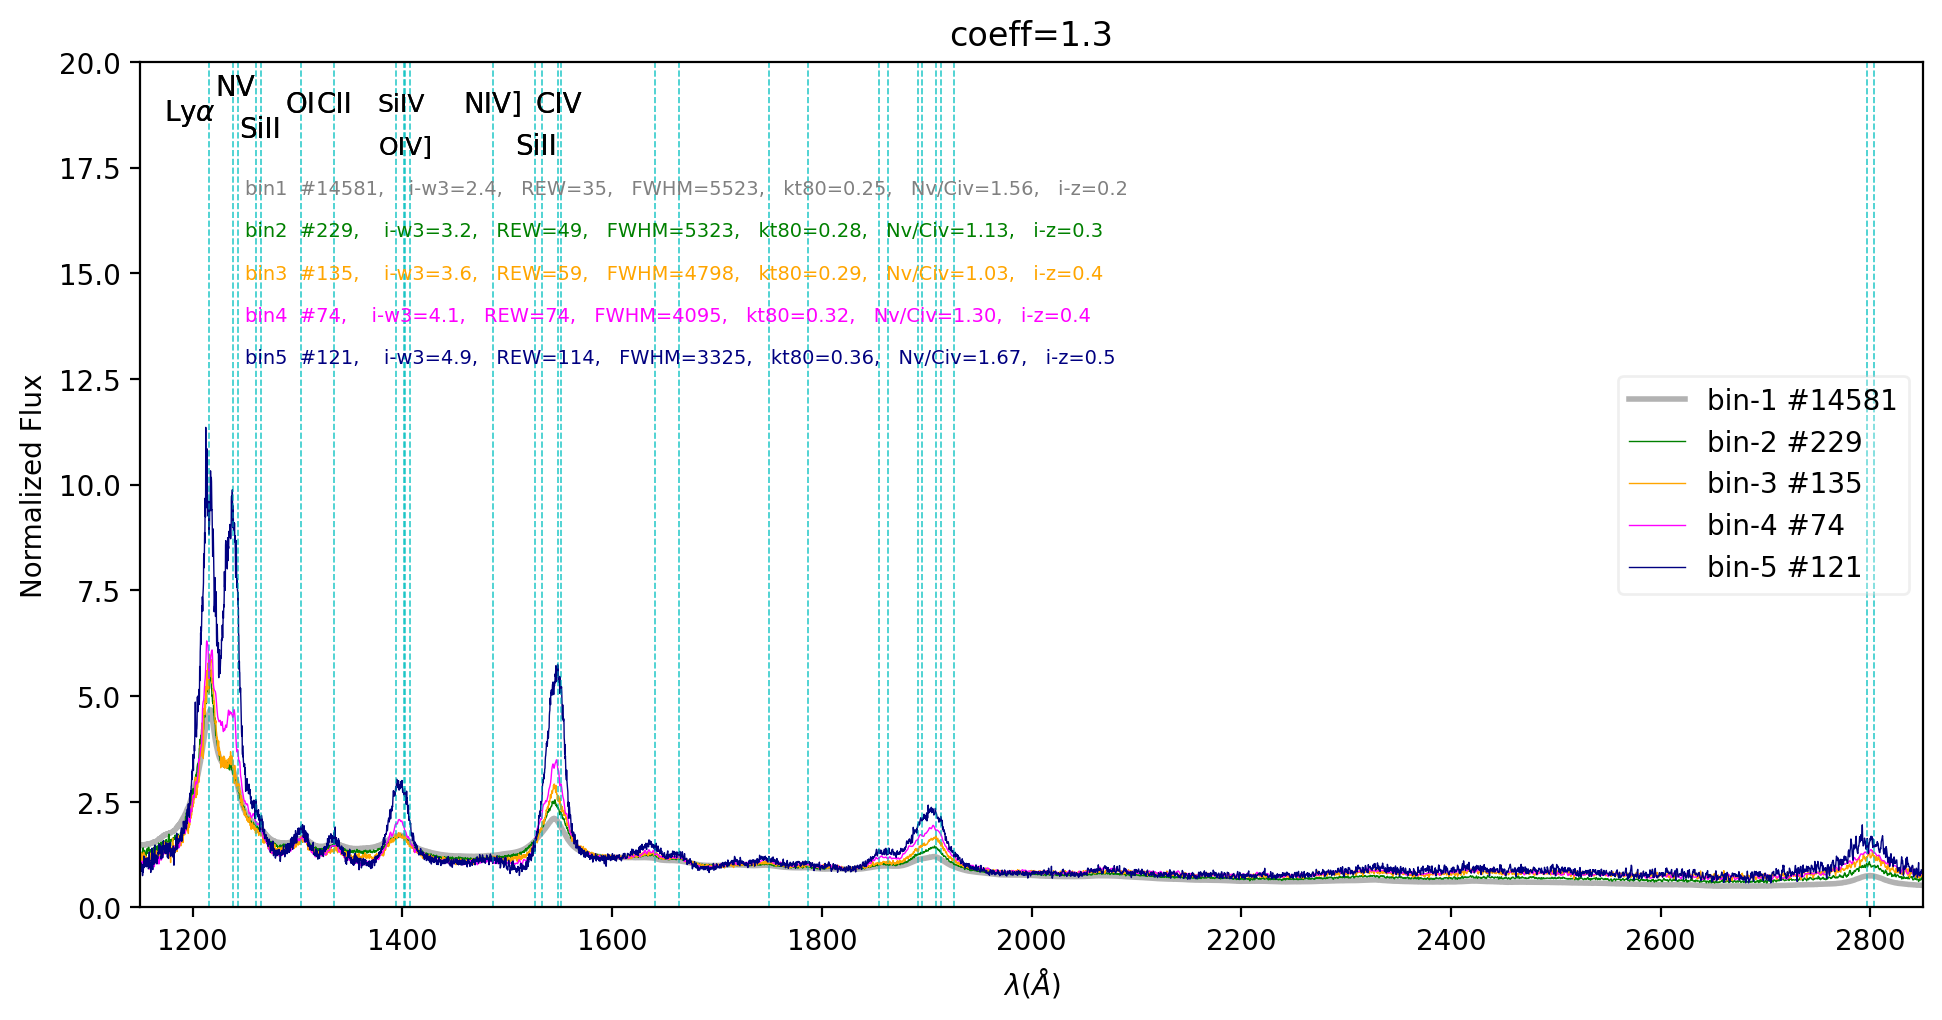 coeff=1.3
20.0
17.5
15.0
12.5
10.0
7.5
5.0
2.5
0.0
Normalized Flux
Lyα
NV
SiII
OI
CII
SiIV
OIV]
NIV]
CIV
SiII
bin1 #14581, i-w3=2.4, REW=35, FWHM=5523, kt80=0.25, Nv/Civ=1.56, i-z=0.2
bin2 #229, i-w3=3.2, REW=49, FWHM=5323, kt80=0.28, Nv/Civ=1.13, i-z=0.3
bin3 #135, i-w3=3.6, REW=59, FWHM=4798, kt80=0.29, Nv/Civ=1.03, i-z=0.4
bin4 #74, i-w3=4.1, REW=74, FWHM=4095, kt80=0.32, Nv/Civ=1.30, i-z=0.4
bin5 #121, i-w3=4.9, REW=114, FWHM=3325, kt80=0.36, Nv/Civ=1.67, i-z=0.5
bin-1 #14581
bin-2 #229
bin-3 #135
bin-4 #74
bin-5 #121
1200 1400 1600 1800 2000 2200 2400 2600 2800
λ(Å)